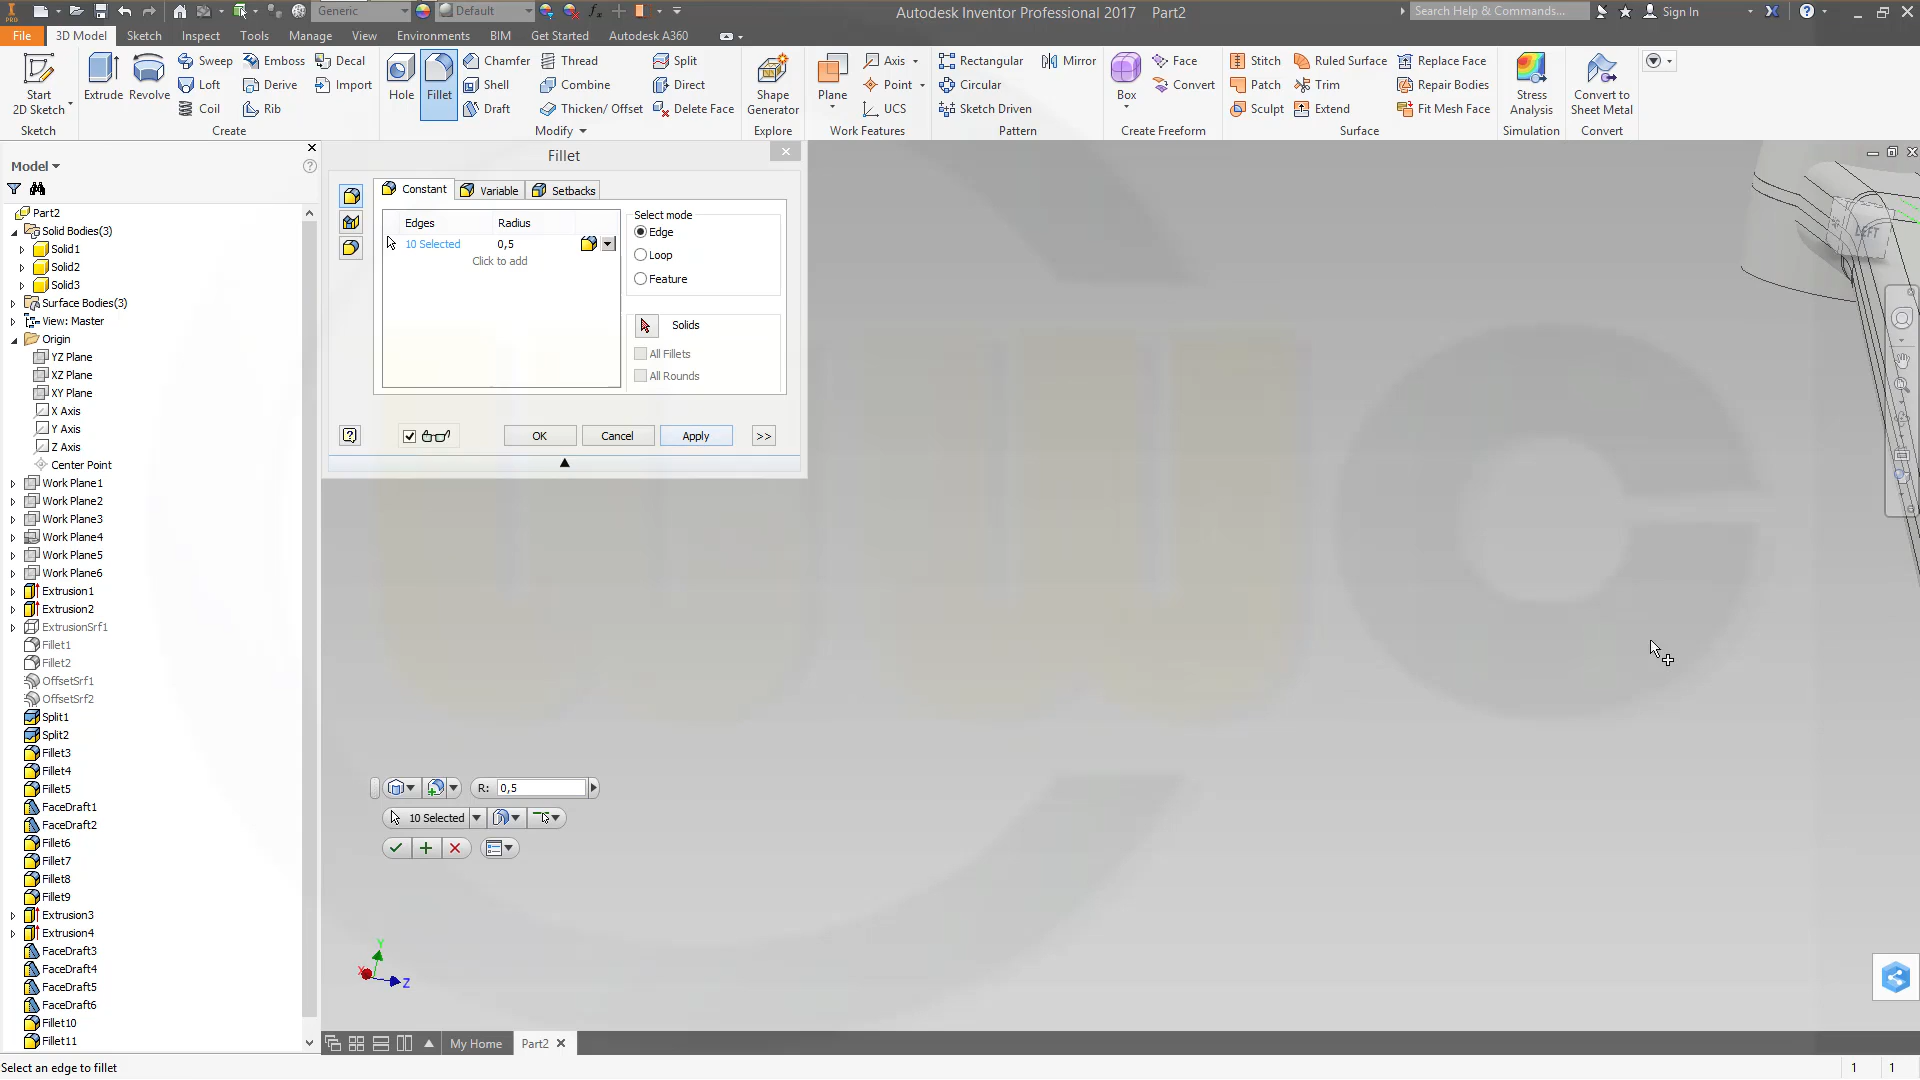 Generic
Default
Autodesk Inventor Professional 2017 Part2
Search Help & Commands...
Sign In
File
3D Model
Sketch
Inspect
Tools
Manage
View
Environments
BIM
Get Started
Autodesk A360
Start
2D Sketch
Sketch
Extrude
Revolve
Sweep
Loft
Coil
Emboss
Derive
Rib
Decal
Import
Create
Hole
Fillet
Chamfer
Shell
Draft
Thread
Combine
Thicken/ Offset
Split
Direct
Delete Face
Modify
Shape
Generator
Explore
Plane
Axis
Point
UCS
Work Features
Rectangular
Circular
Sketch Driven
Mirror
Pattern
Box
Face
Convert
Create Freeform
Stitch
Patch
Sculpt
Ruled Surface
Trim
Extend
Replace Face
Repair Bodies
Fit Mesh Face
Surface
Stress
Analysis
Simulation
Convert to
Sheet Metal
Convert
Model
Part2
Solid Bodies(3)
Solid1
Solid2
Solid3
Surface Bodies(3)
View: Master
Origin
YZ Plane
XZ Plane
XY Plane
X Axis
Y Axis
Z Axis
Center Point
Work Plane1
Work Plane2
Work Plane3
Work Plane4
Work Plane5
Work Plane6
Extrusion1
Extrusion2
ExtrusionSrf1
Fillet1
Fillet2
OffsetSrf1
OffsetSrf2
Split1
Split2
Fillet3
Fillet4
Fillet5
FaceDraft1
FaceDraft2
Fillet6
Fillet7
Fillet8
Fillet9
Extrusion3
Extrusion4
FaceDraft3
FaceDraft4
FaceDraft5
FaceDraft6
Fillet10
Fillet11
Fillet
Constant
Variable
Setbacks
Edges Radius
10 Selected 0,5
Click to add
Select mode
Edge
Loop
Feature
Solids
All Fillets
All Rounds
OK
Cancel
Apply
>>
LEFT
R: 0,5
10 Selected
Y
X
Z
My Home
Part2
Select an edge to fillet
1 1